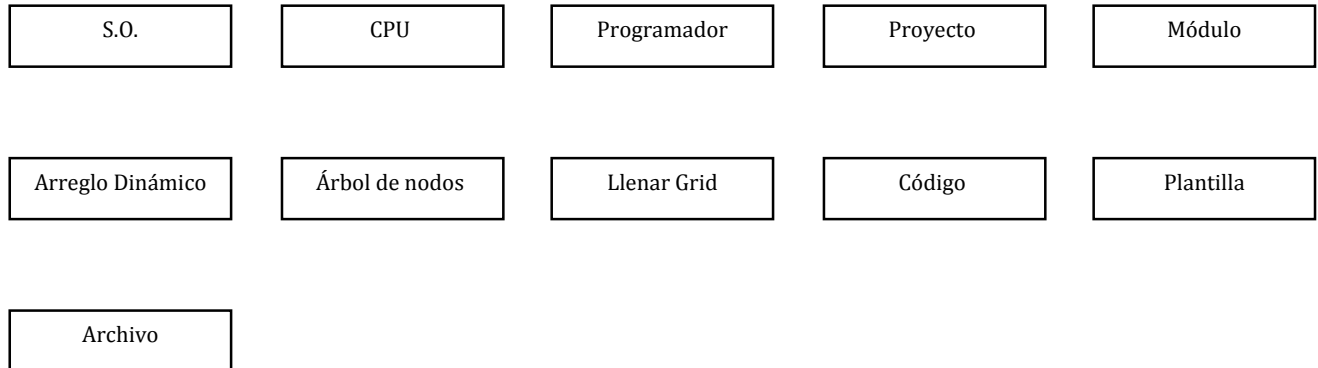 S.O. CPU Programador Proyecto Módulo
Arreglo Dinámico Árbol de nodos Llenar Grid Código Plantilla
Archivo